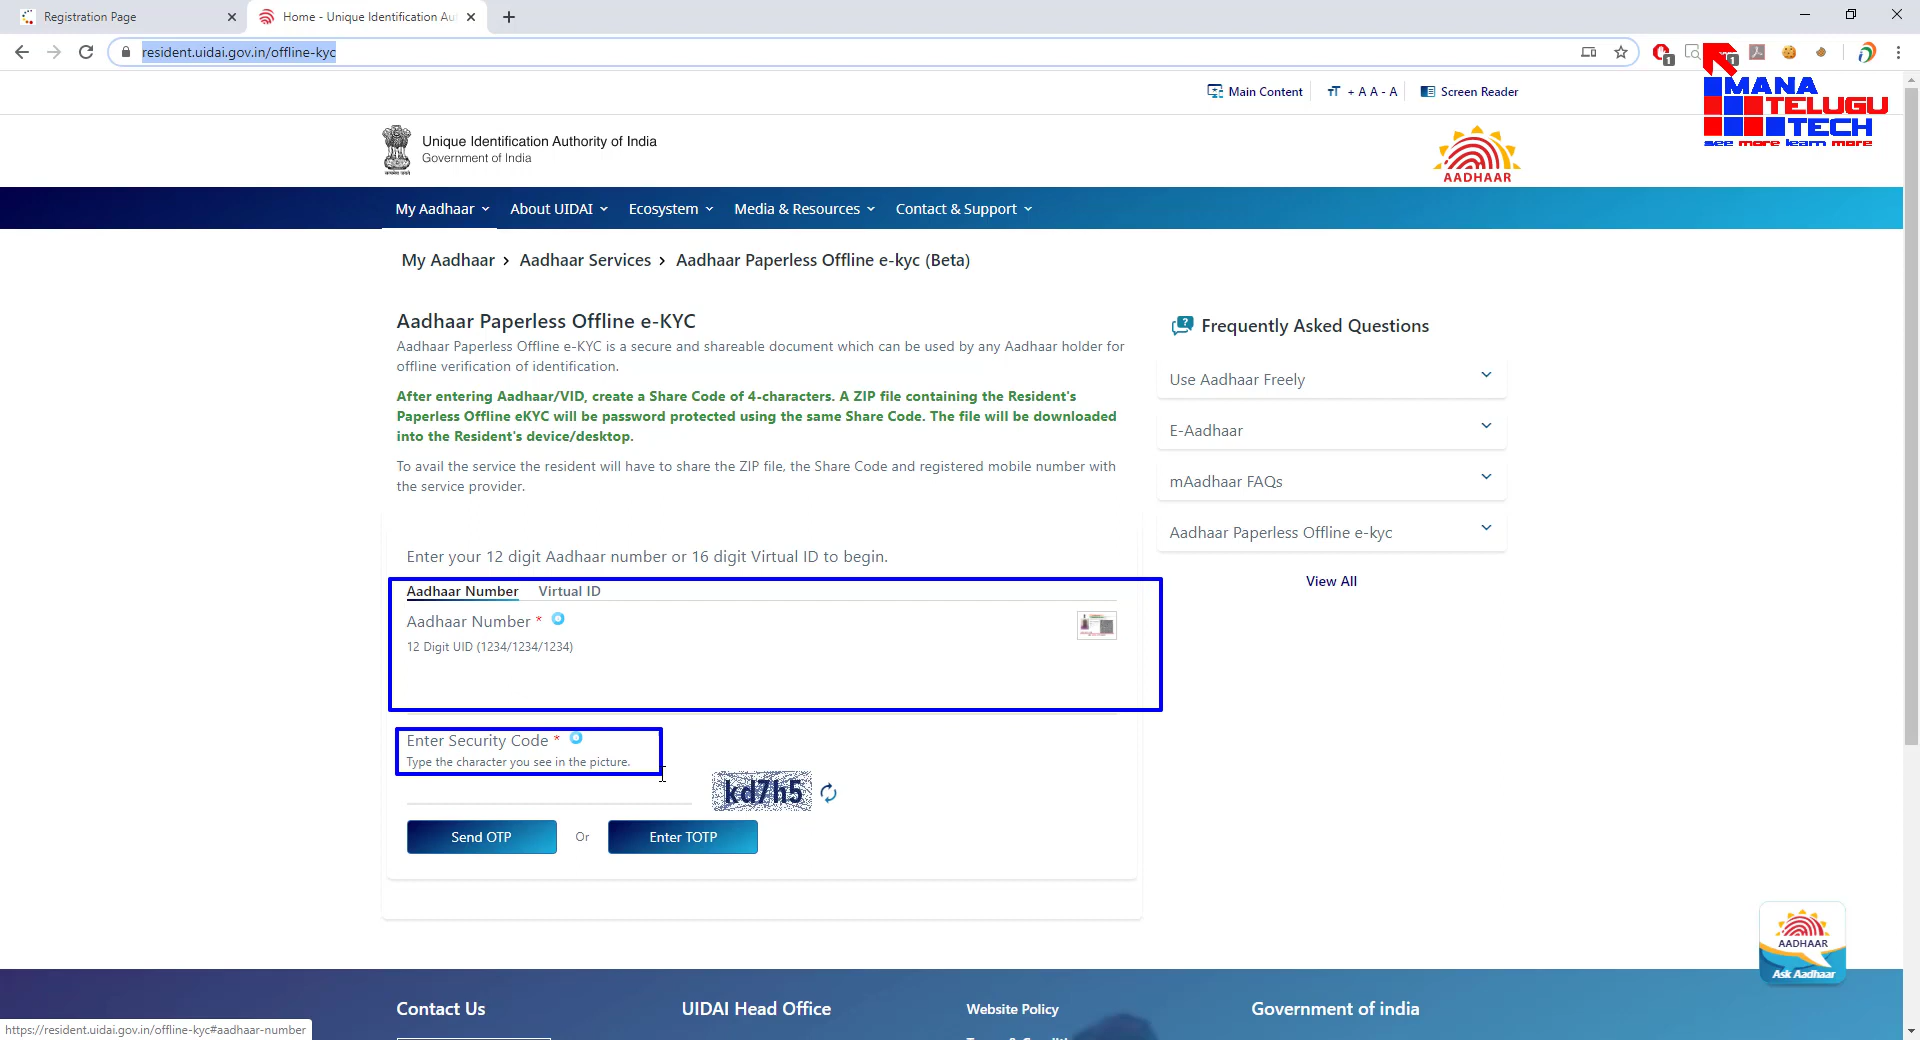 Registration Page
Home - Unique Identification Au
resident.uidai.gov.in/offline-kyc
1
1
Main Content
TT + A A - A
Screen Reader
MANA
TELUGU
TECH
see more learn more
Unique Identification Authority of India
Government of India
AADHAAR
My Aadhaar
About UIDAI
Ecosystem
Media & Resources
Contact & Support
My Aadhaar > Aadhaar Services > Aadhaar Paperless Offline e-kyc (Beta)
Aadhaar Paperless Offline e-KYC
Aadhaar Paperless Offline e-KYC is a secure and shareable document which can be used by any Aadhaar holder for
offline verification of identification.
After entering Aadhaar/VID, create a Share Code of 4-characters. A ZIP file containing the Resident's
Paperless Offline eKYC will be password protected using the same Share Code. The file will be downloaded
into the Resident's device/desktop.
To avail the service the resident will have to share the ZIP file, the Share Code and registered mobile number with
the service provider.
Enter your 12 digit Aadhaar number or 16 digit Virtual ID to begin.
Aadhaar Number
Virtual ID
Aadhaar Number *
12 Digit UID (1234/1234/1234)
Enter Security Code *
Type the character you see in the picture.
kd7h5
Send OTP
Or
Enter TOTP
Frequently Asked Questions
Use Aadhaar Freely
E-Aadhaar
mAadhaar FAQs
Aadhaar Paperless Offline e-kyc
View All
AADHAAR
Ask Aadhaar
Contact Us
UIDAI Head Office
Website Policy
Government of india
https://resident.uidai.gov.in/offline-kyc#aadhaar-number